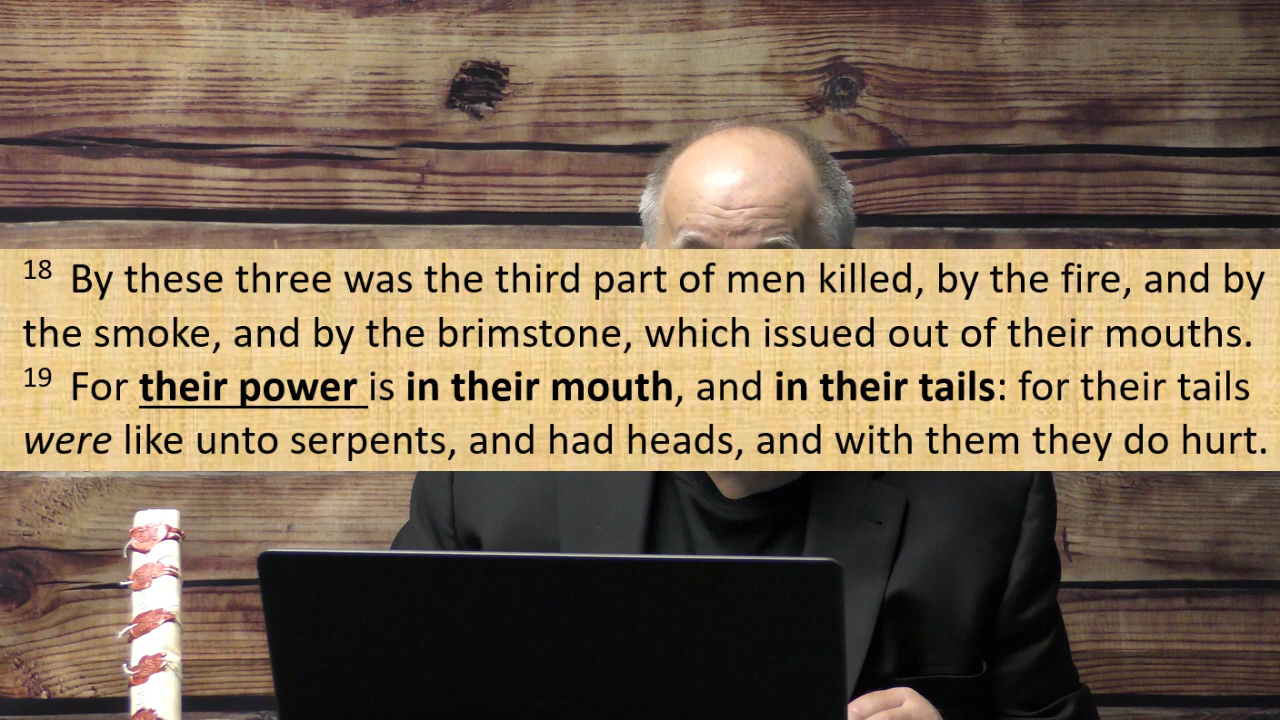 18 By these three was the third part of men killed, by the fire, and by
the smoke, and by the brimstone, which issued out of their mouths.
19 For their power is in their mouth, and in their tails: for their tails
were like unto serpents, and had heads, and with them they do hurt.